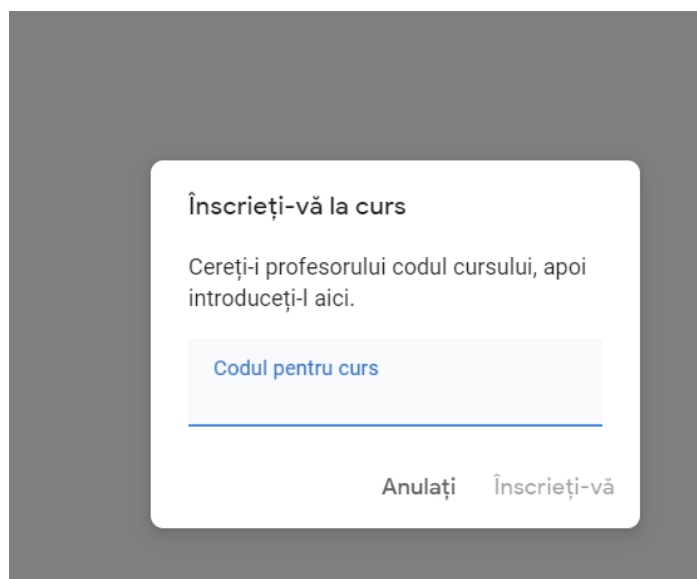 Înscrieți-vă la curs
Cereți-i profesorului codul cursului, apoi
introduceți-l aici.
Codul pentru curs
Anulați Înscrieți-vă